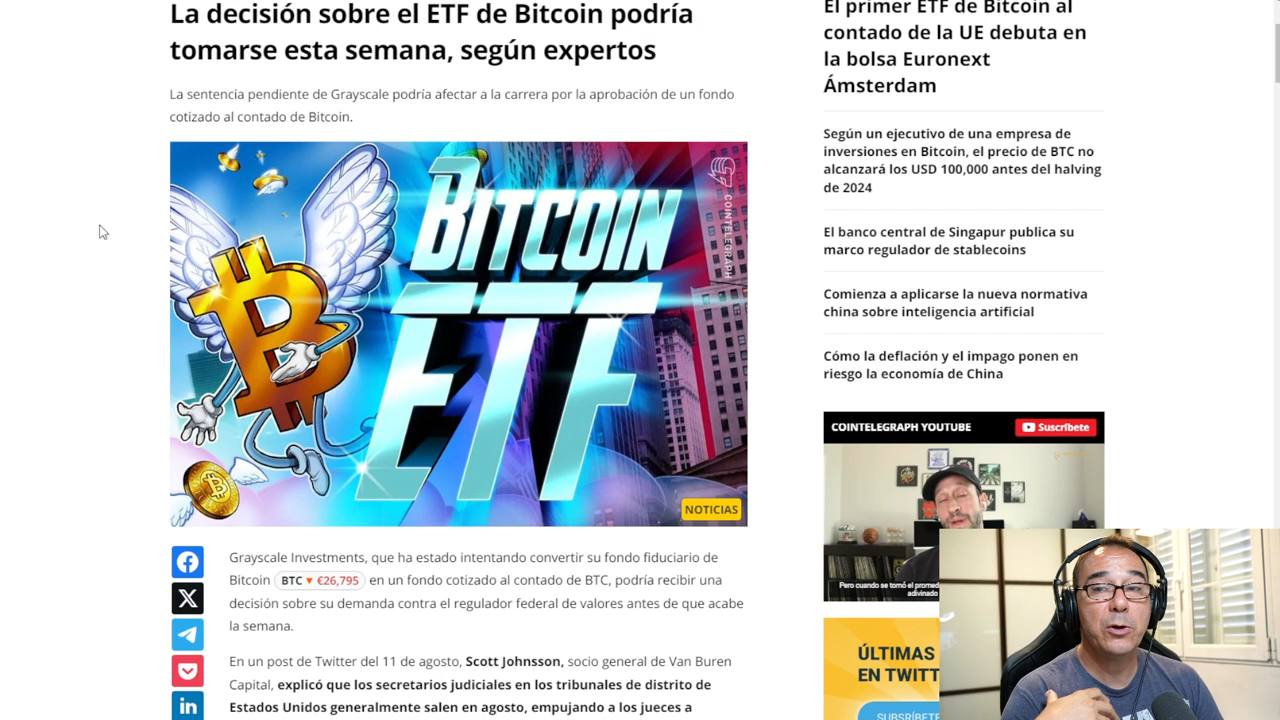 La decisión sobre el ETF de Bitcoin podría
tomarse esta semana, según expertos
La sentencia pendiente de Grayscale podría afectar a la carrera por la aprobación de un fondo
cotizado al contado de Bitcoin.
BITCOIN
ETF
COINTELEGRAPH
NOTICIAS
Grayscale Investments, que ha estado intentando convertir su fondo fiduciario de
Bitcoin BTC ▼ €26,795 en un fondo cotizado al contado de BTC, podría recibir una
decisión sobre su demanda contra el regulador federal de valores antes de que acabe
la semana.
En un post de Twitter del 11 de agosto, Scott Johnsson, socio general de Van Buren
Capital, explicó que los secretarios judiciales en los tribunales de distrito de
Estados Unidos generalmente salen en agosto, empujando a los jueces a
El primer ETF de Bitcoin al
contado de la UE debuta en
la bolsa Euronext
Ámsterdam
Según un ejecutivo de una empresa de
inversiones en Bitcoin, el precio de BTC no
alcanzará los USD 100,000 antes del halving
de 2024
El banco central de Singapur publica su
marco regulador de stablecoins
Comienza a aplicarse la nueva normativa
china sobre inteligencia artificial
Cómo la deflación y el impago ponen en
riesgo la economía de China
COINTELEGRAPH YOUTUBE
Suscríbete
Pero cuando se tomó el promed
adivinado
ÚLTIMAS
EN TWITT
SUBSRÍBETE